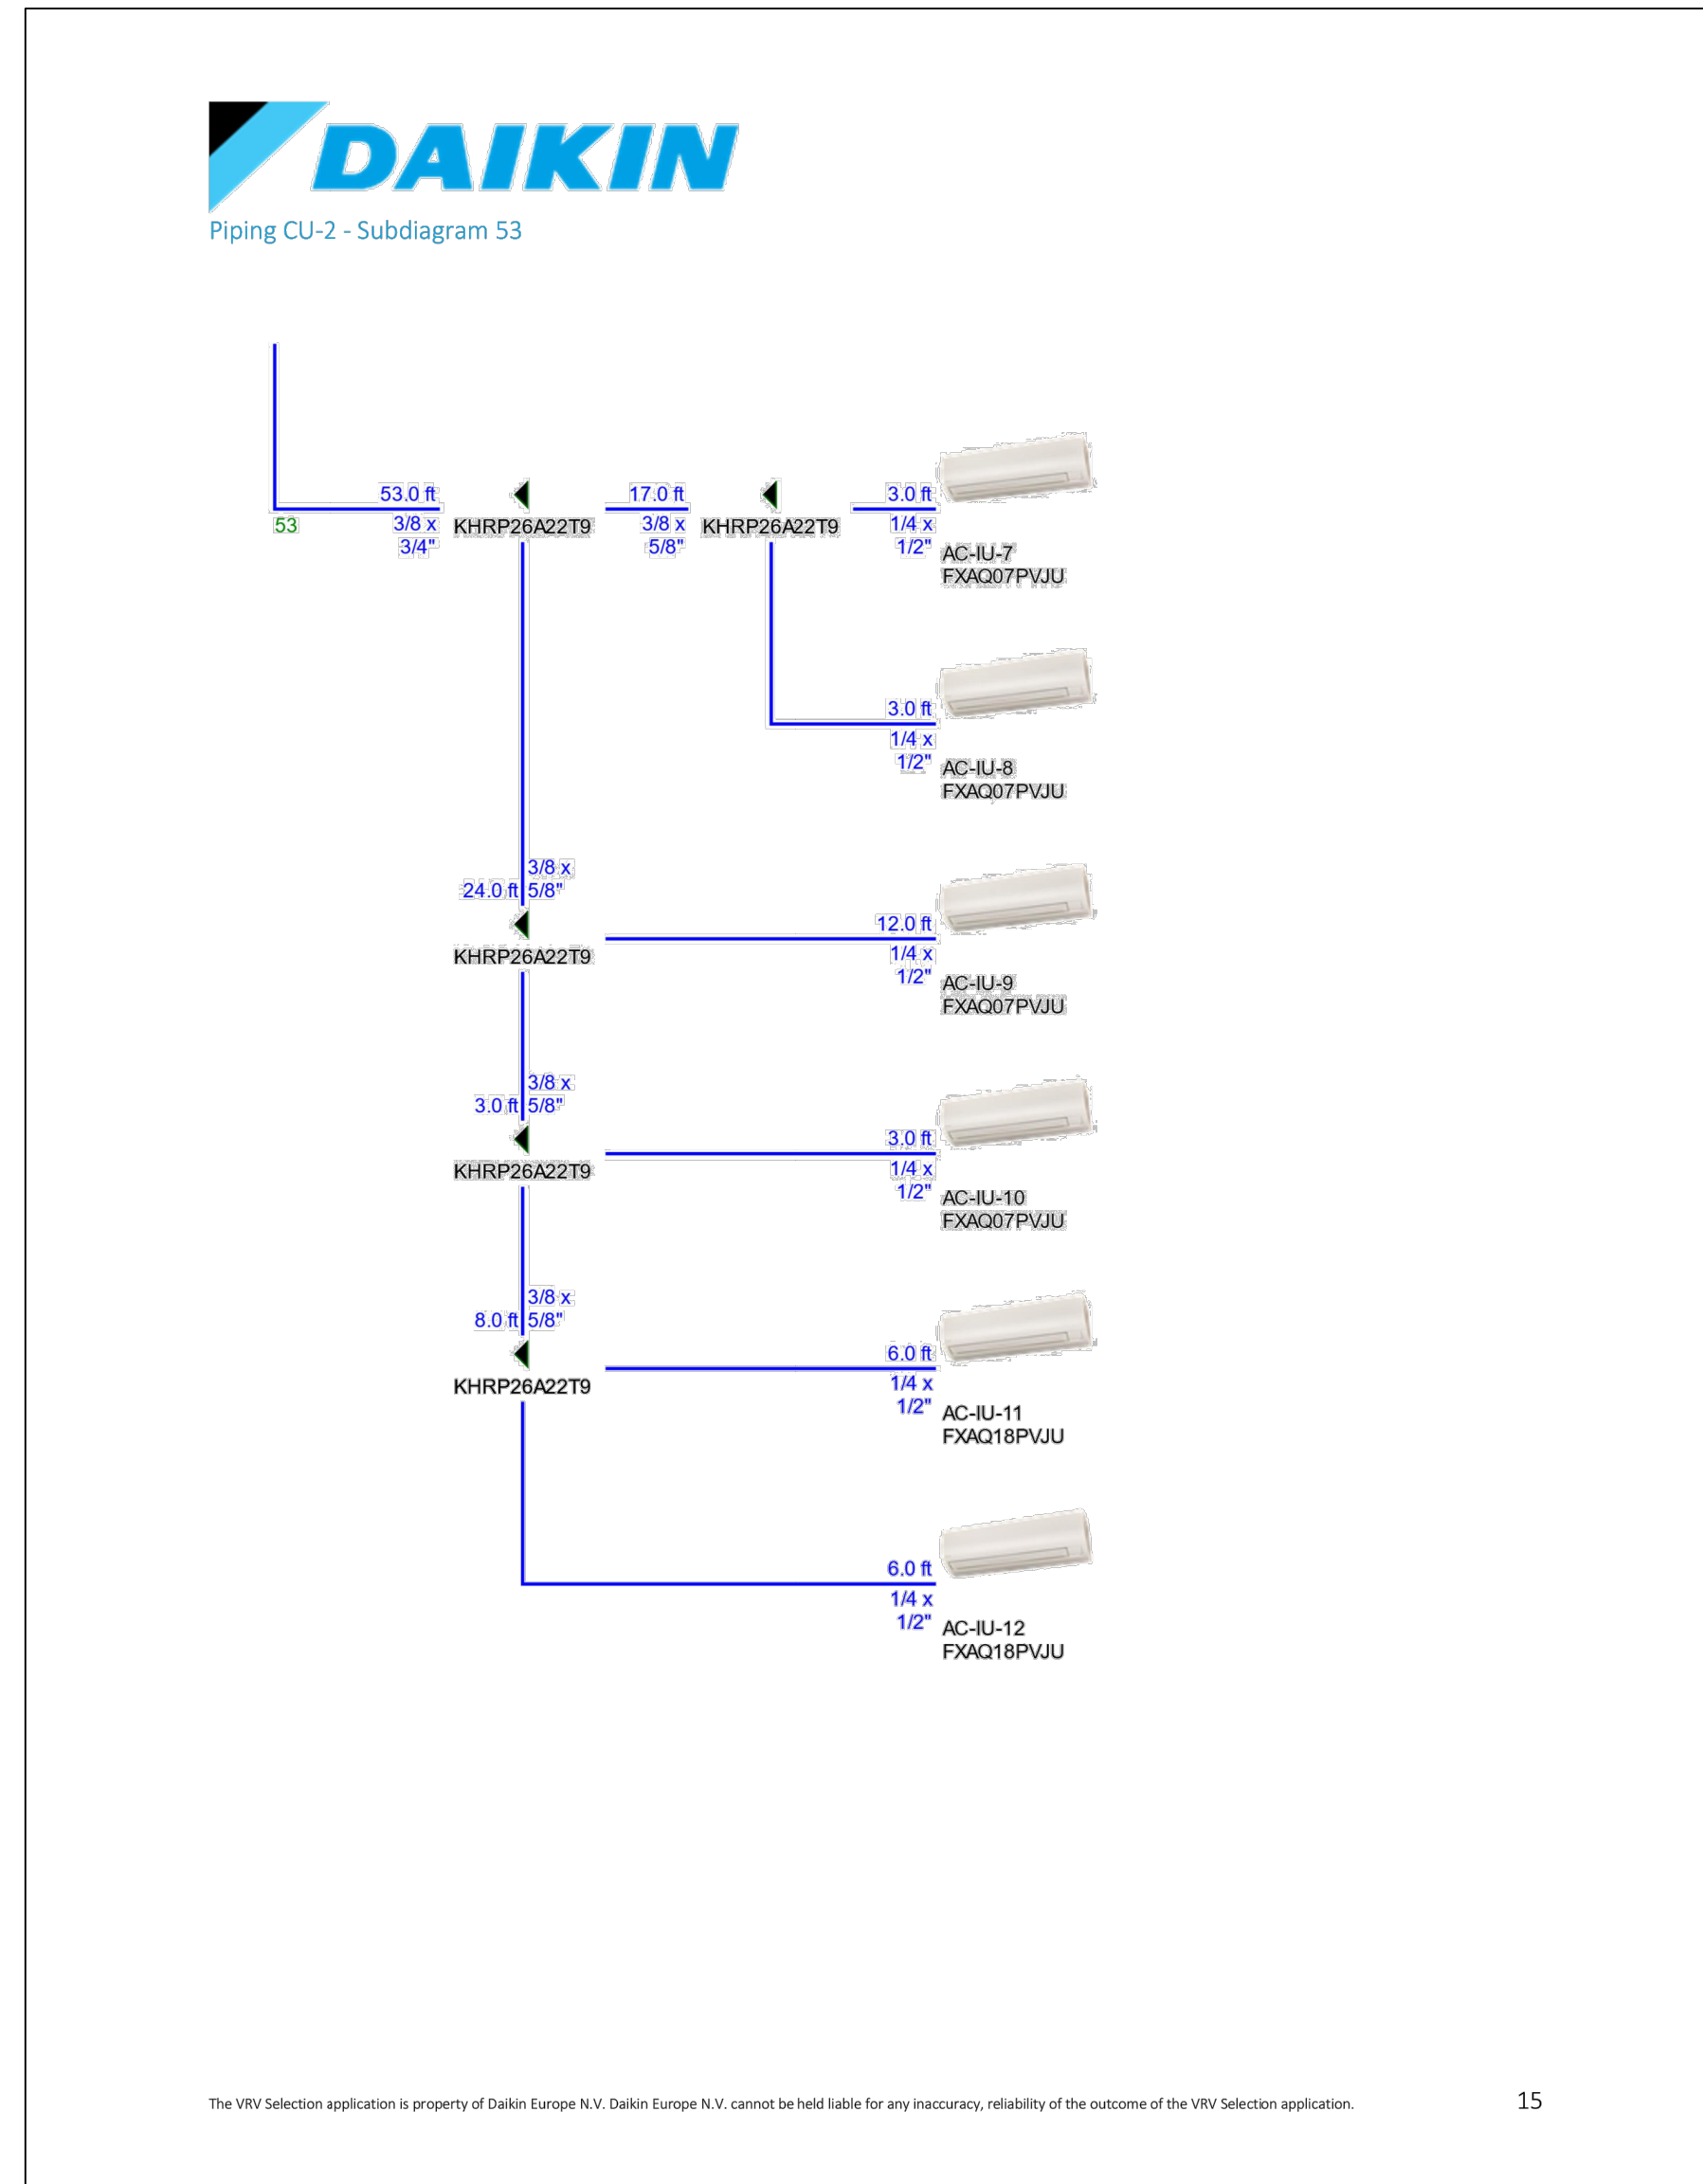 DAIKIN
Piping CU-2 - Subdiagram 53
53.0 ft
17.0 ft
3.0 ft
53
3/8 x
3/4"
KHRP26A22T9
3/8 x
5/8"
KHRP26A22T9
1/4 x
1/2"
AC-IU-7
FXAQ07PVJU
3.0 ft
1/4 x
1/2"
AC-IU-8
FXAQ07PVJU
3/8 x
24.0 ft 5/8"
12.0 ft
KHRP26A22T9
1/4 x
1/2"
AC-IU-9
FXAQ07PVJU
3/8 x
3.0 ft 5/8"
3.0 ft
KHRP26A22T9
1/4 x
1/2"
AC-IU-10
FXAQ07PVJU
3/8 x
8.0 ft 5/8"
6.0 ft
KHRP26A22T9
1/4 x
1/2"
AC-IU-11
FXAQ18PVJU
6.0 ft
1/4 x
1/2"
AC-IU-12
FXAQ18PVJU
The VRV Selection application is property of Daikin Europe N.V. Daikin Europe N.V. cannot be held liable for any inaccuracy, reliability of the outcome of the VRV Selection application.
15